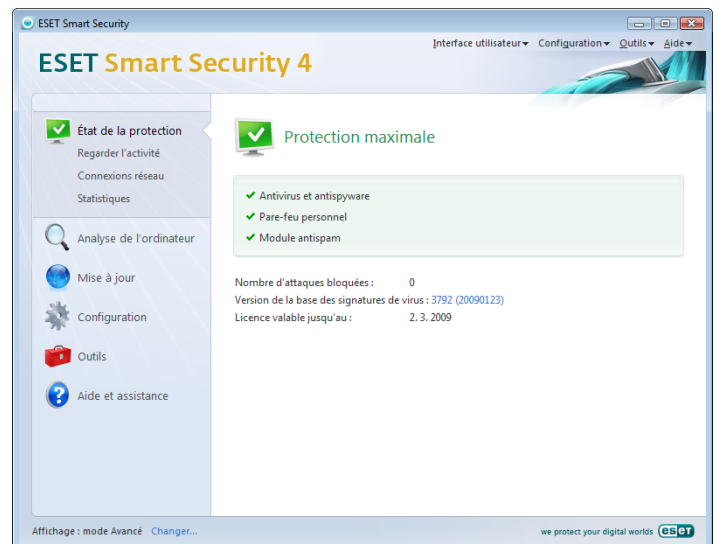 ESET Smart Security
Interface utilisateur Configuration Outils Aide
ESET Smart Security 4
État de la protection
Regarder l'activité
Connexions réseau
Statistiques
Analyse de l'ordinateur
Mise à jour
Configuration
Outils
Aide et assistance
Protection maximale
Antivirus et antispyware
Pare-feu personnel
Module antispam
Nombre d'attaques bloquées : 0
Version de la base des signatures de virus : 3792 (20090123)
Licence valable jusqu'au : 2. 3. 2009
Affichage : mode Avancé Changer...
we protect your digital worlds eset